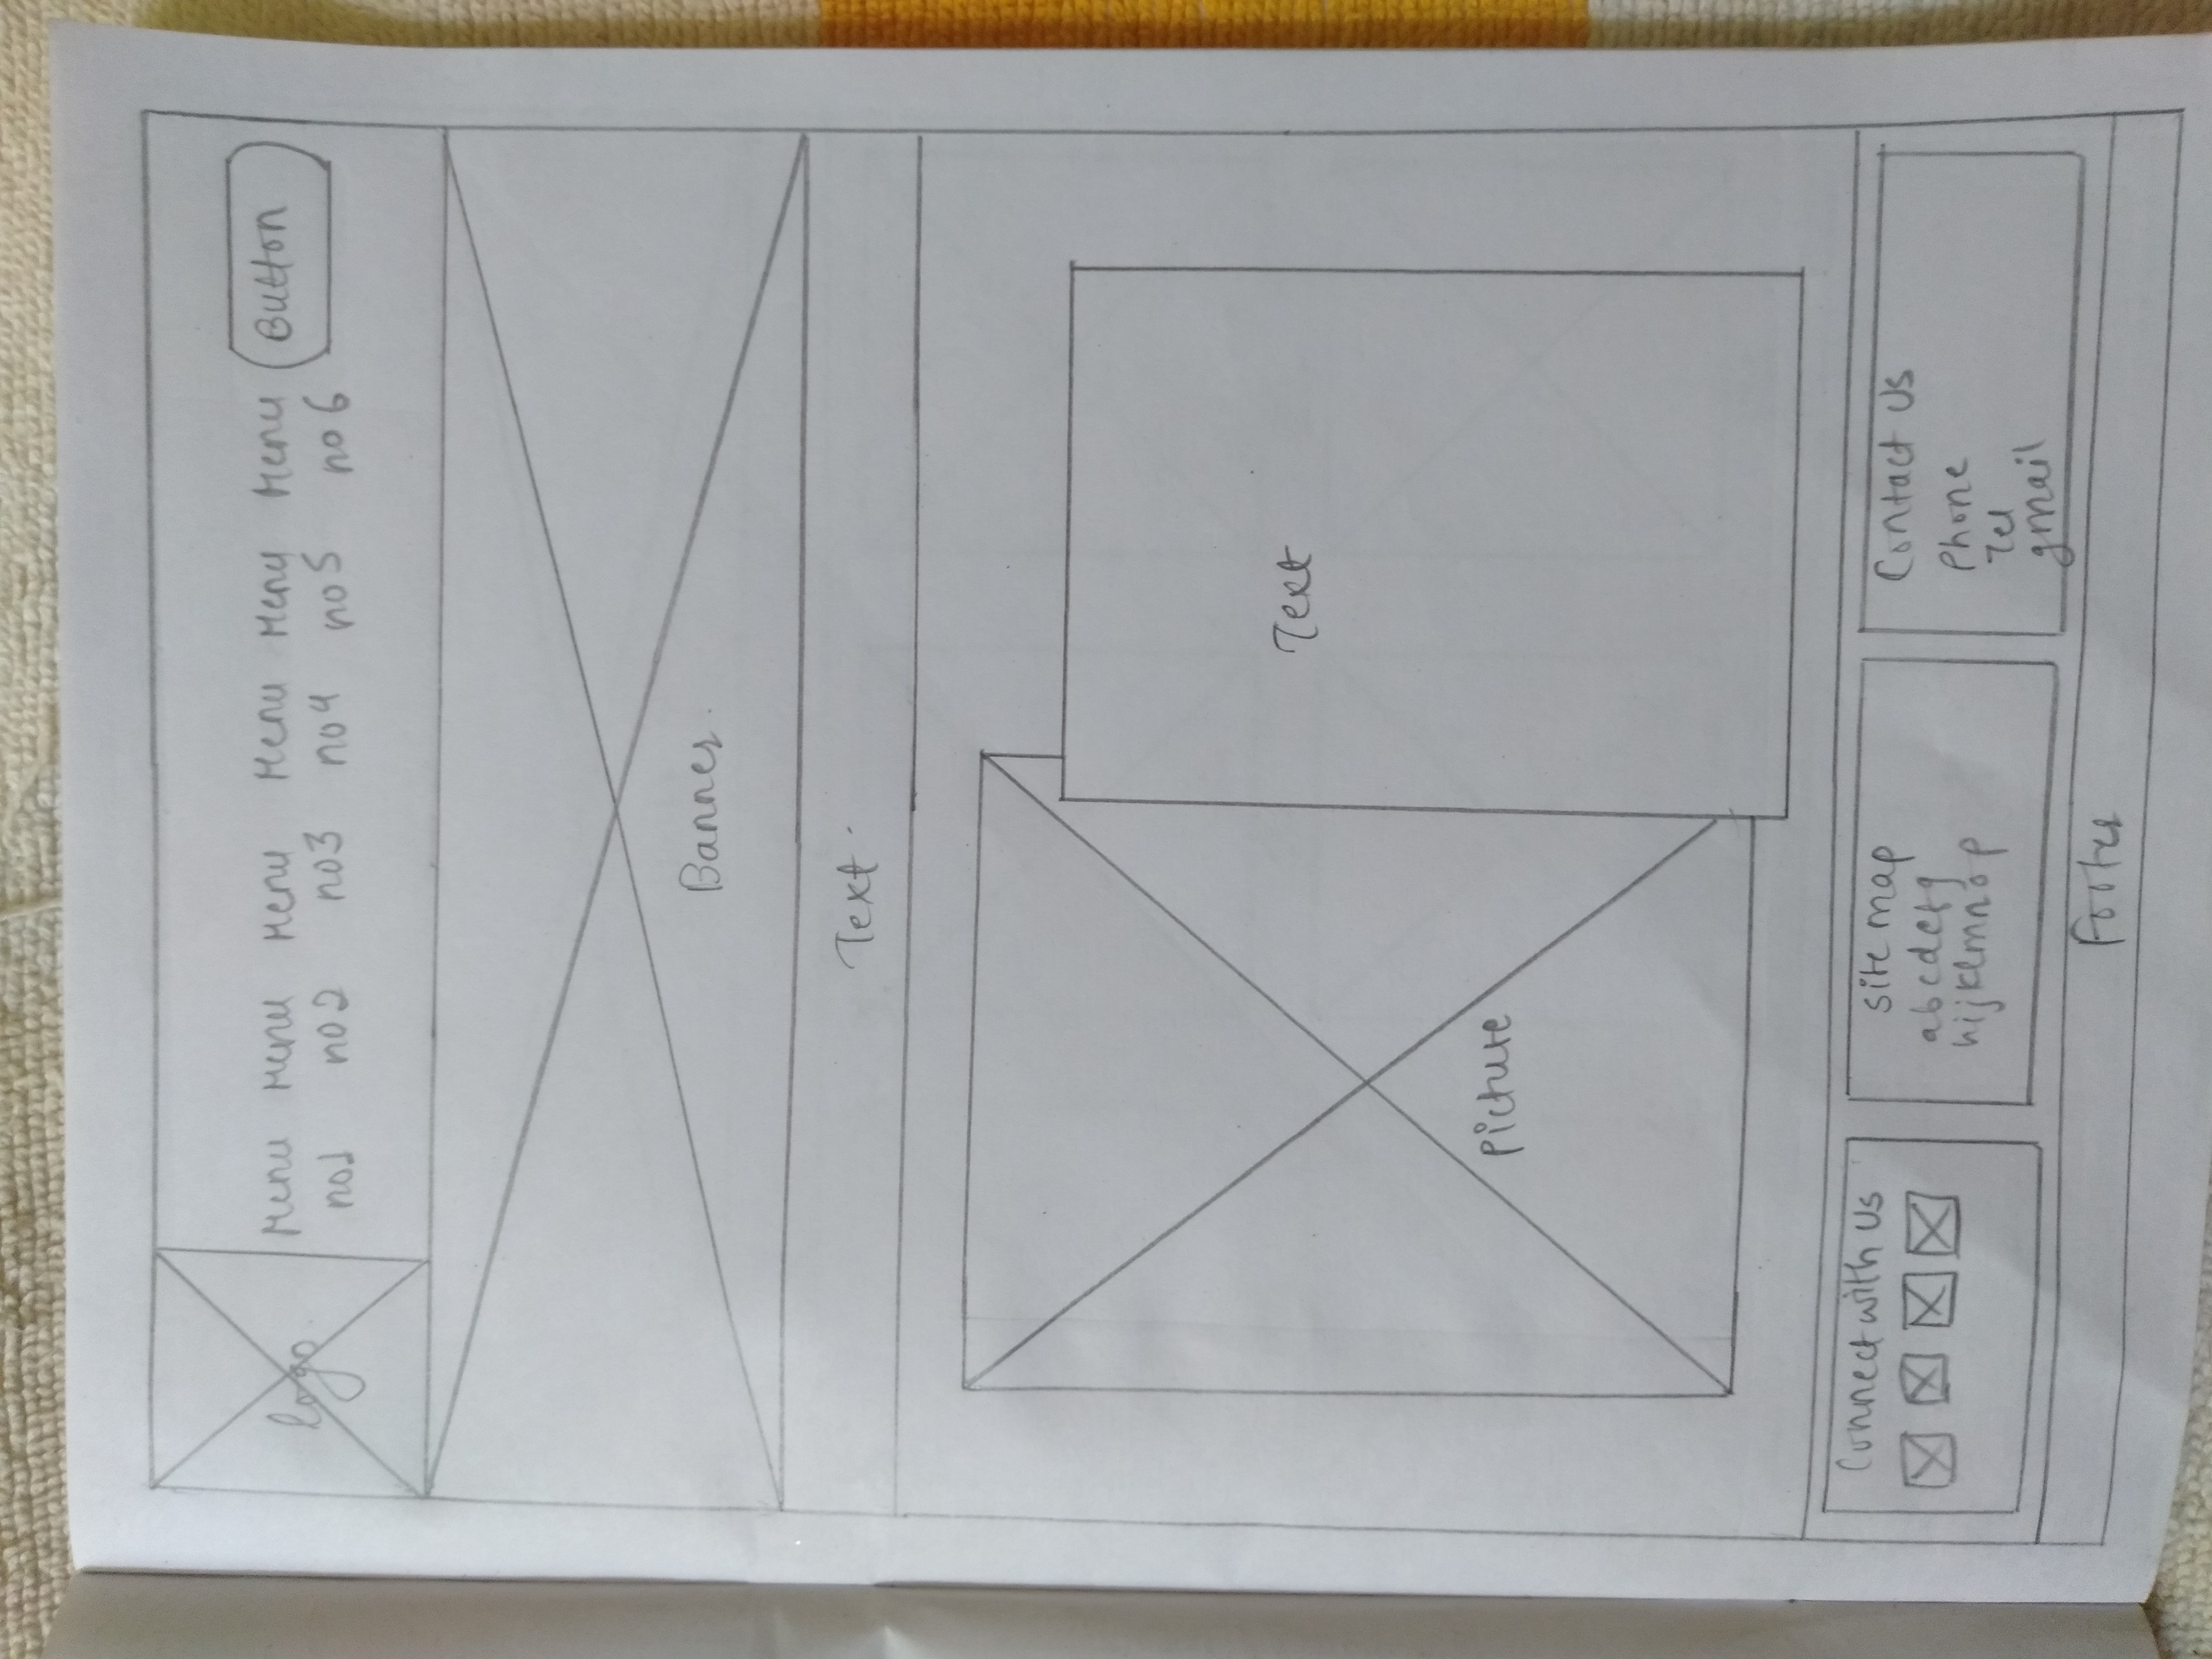 logo
Menu no1
Menu no2
Menu no3
Menu no4
Menu no5
Menu no6
Button
Banner.
Text.
Picture
Text
Connect with Us
site map
abcdefg
hijklmnop
Contact Us
Phone
Tel
gmail
Footer